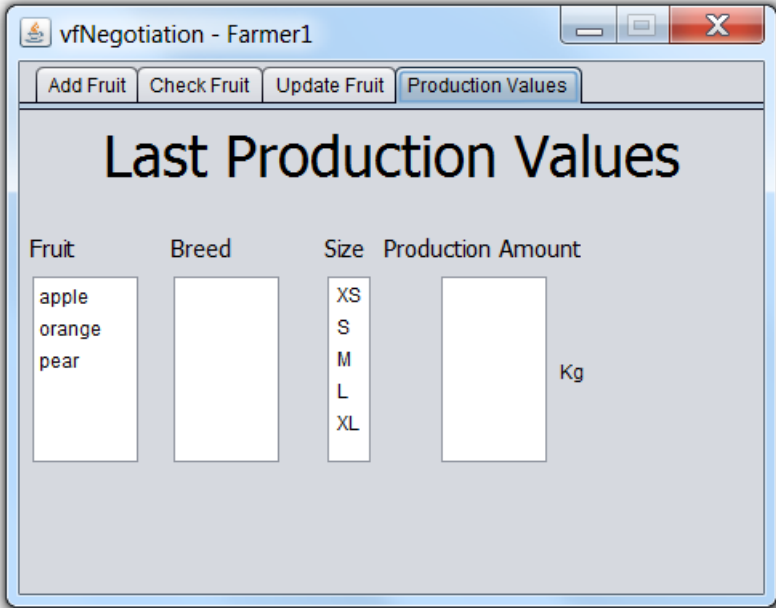 vfNegotiation - Farmer1
Add Fruit Check Fruit Update Fruit Production Values
Last Production Values
Fruit Breed Size Production Amount
apple
orange
pear
XS
S
M
L
XL
Kg